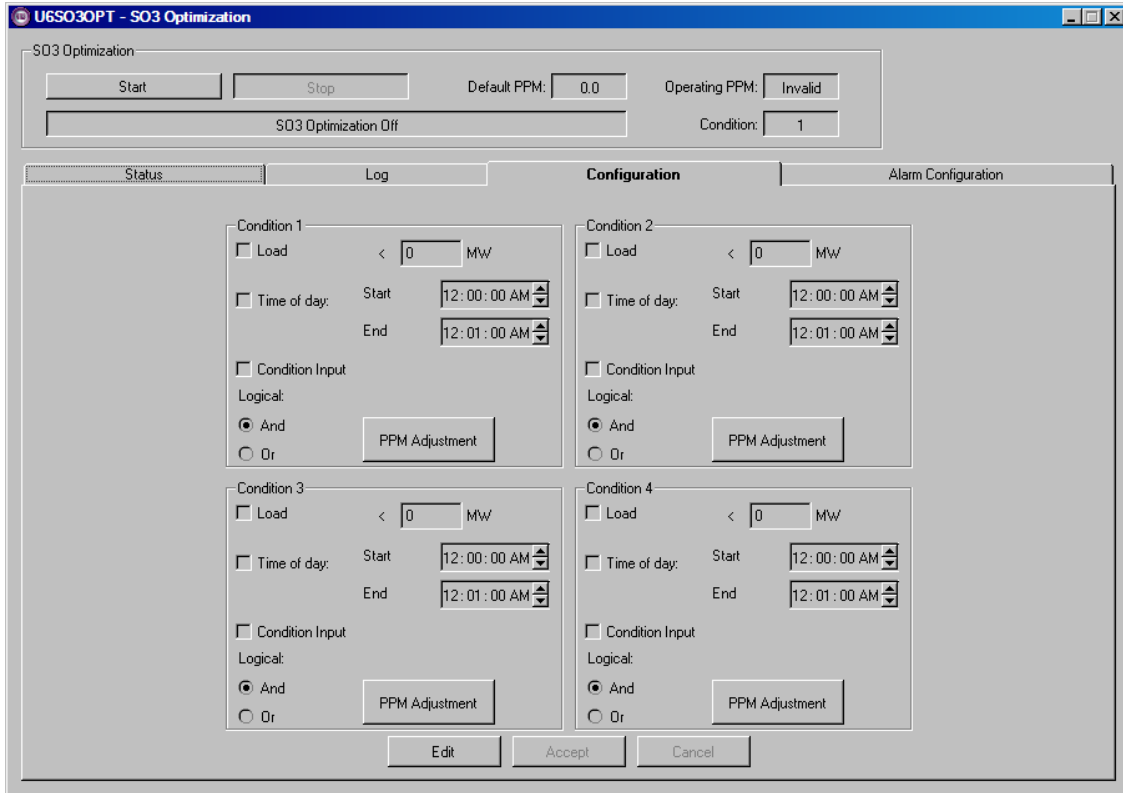 U6SO3OPT - SO3 Optimization
SO3 Optimization
Start Stop Default PPM: 0.0 Operating PPM: Invalid
SO3 Optimization Off Condition: 1
Status Log Configuration Alarm Configuration
Condition 1
Load < 0 MW
Time of day: Start 12:00:00 AM
End 12:01:00 AM
Condition Input
Logical:
And
Or
PPM Adjustment
Condition 2
Load < 0 MW
Time of day: Start 12:00:00 AM
End 12:01:00 AM
Condition Input
Logical:
And
Or
PPM Adjustment
Condition 3
Load < 0 MW
Time of day: Start 12:00:00 AM
End 12:01:00 AM
Condition Input
Logical:
And
Or
PPM Adjustment
Condition 4
Load < 0 MW
Time of day: Start 12:00:00 AM
End 12:01:00 AM
Condition Input
Logical:
And
Or
PPM Adjustment
Edit Accept Cancel